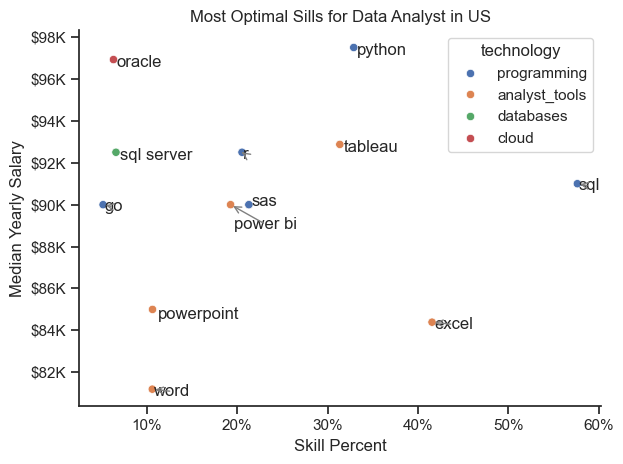 Most Optimal Sills for Data Analyst in US
$98K
$96K
$94K
$92K
$90K
$88K
$86K
$84K
$82K
Median Yearly Salary
10%
20%
30%
40%
50%
60%
Skill Percent
technology
programming
analyst_tools
databases
cloud
python
oracle
tableau
sql server
r
sql
sas
go
power bi
powerpoint
excel
word